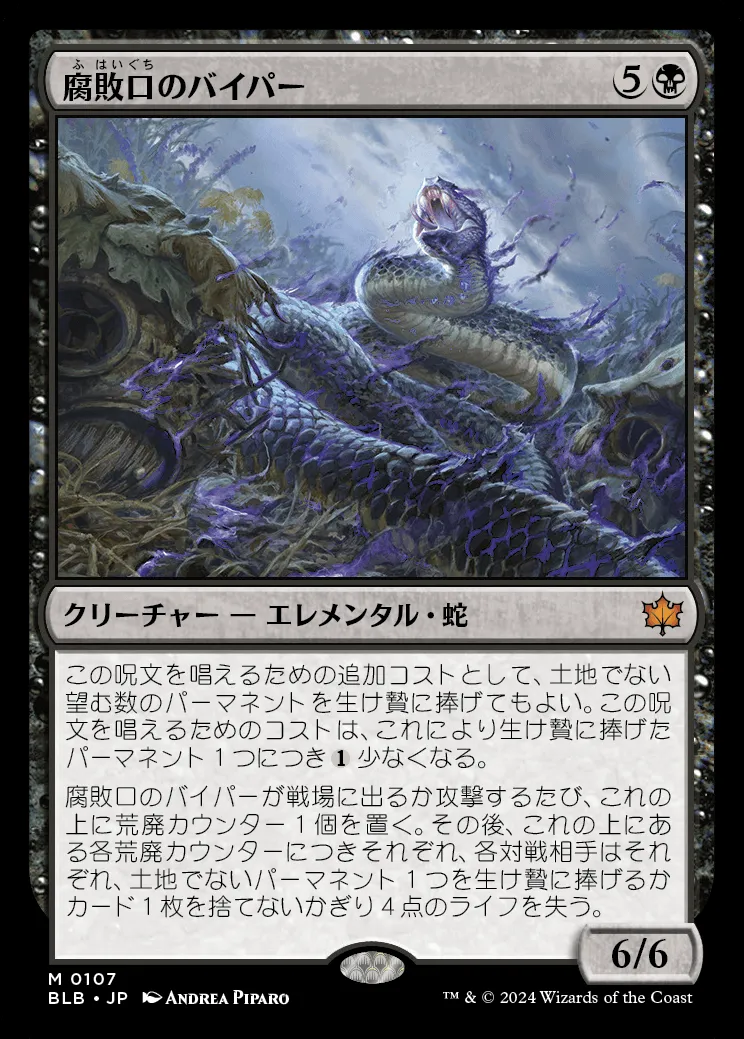 ふはいぐち
腐敗口のバイパー 5
クリーチャー — エレメンタル・蛇
この呪文を唱えるための追加コストとして、土地でない
望む数のパーマネントを生け贄に捧げてもよい。この呪
文を唱えるためのコストは、これにより生け贄に捧げた
パーマネント1つにつき 1 少なくなる。
腐敗口のバイパーが戦場に出るか攻撃するたび、これの
上に荒廃カウンター1個を置く。その後、これの上にあ
る各荒廃カウンターにつきそれぞれ、各対戦相手はそれ
ぞれ、土地でないパーマネント1つを生け贄に捧げるか
カード1枚を捨てないかぎり4点のライフを失う。
6/6
M 0107
BLB • JP Andrea Piparo
™ & © 2024 Wizards of the Coast